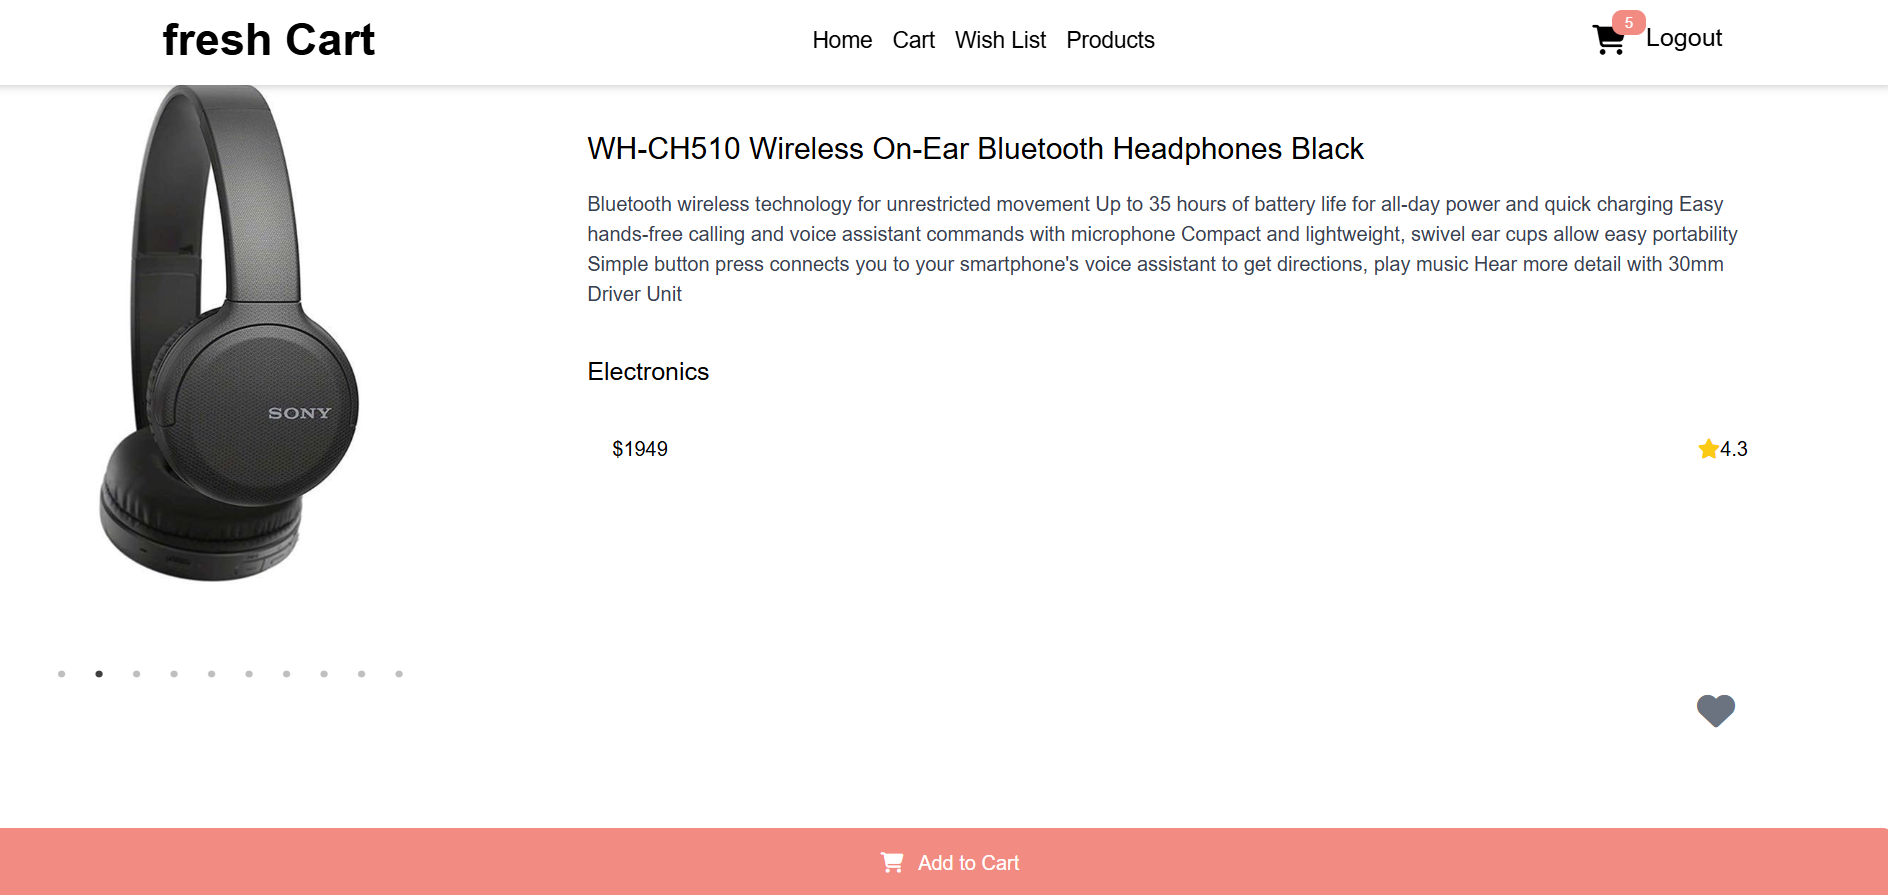 fresh Cart
Home Cart Wish List Products
5
Logout
WH-CH510 Wireless On-Ear Bluetooth Headphones Black
Bluetooth wireless technology for unrestricted movement Up to 35 hours of battery life for all-day power and quick charging Easy
hands-free calling and voice assistant commands with microphone Compact and lightweight, swivel ear cups allow easy portability
Simple button press connects you to your smartphone's voice assistant to get directions, play music Hear more detail with 30mm
Driver Unit
Electronics
SONY
$1949
4.3
Add to Cart